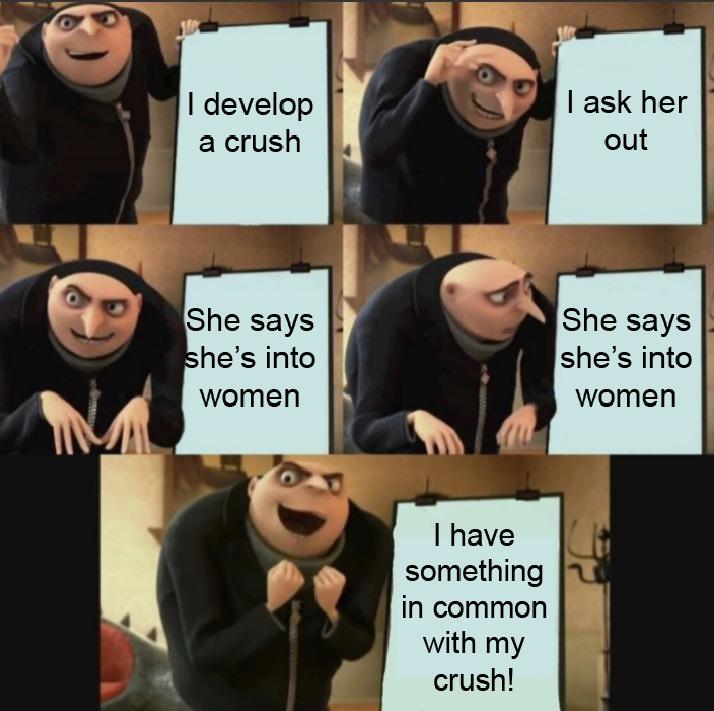 I develop
a crush
I ask her
out
She says
she's into
women
She says
she's into
women
I have
something
in common
with my
crush!